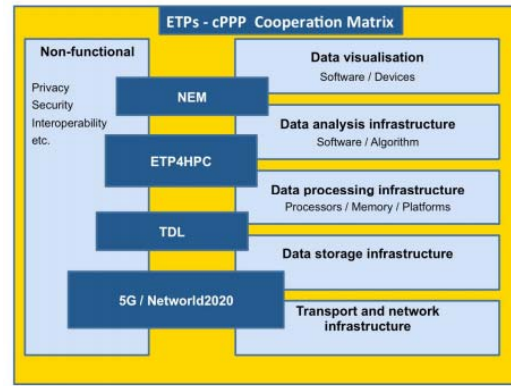 ETPs - cPPP Cooperation Matrix
Non-functional
Privacy
Security
Interoperability
etc.
NEM
ETP4HPC
TDL
5G / Networld2020
Data visualisation
Software / Devices
Data analysis infrastructure
Software / Algorithm
Data processing infrastructure
Processors / Memory / Platforms
Data storage infrastructure
Transport and network
infrastructure